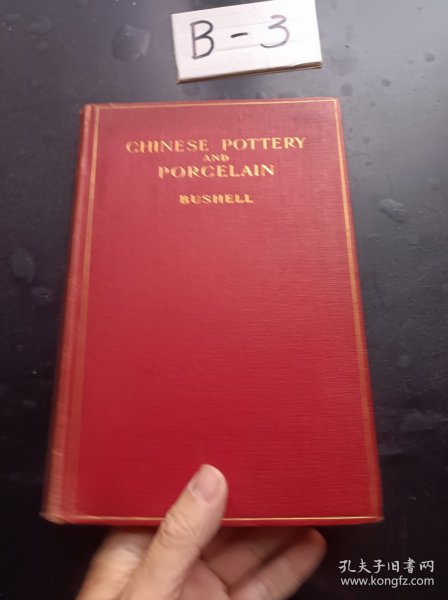 B-3
CHINESE POTTERY
AND
PORCELAIN
BUSHELL
孔夫子旧书网
www.kongfz.com